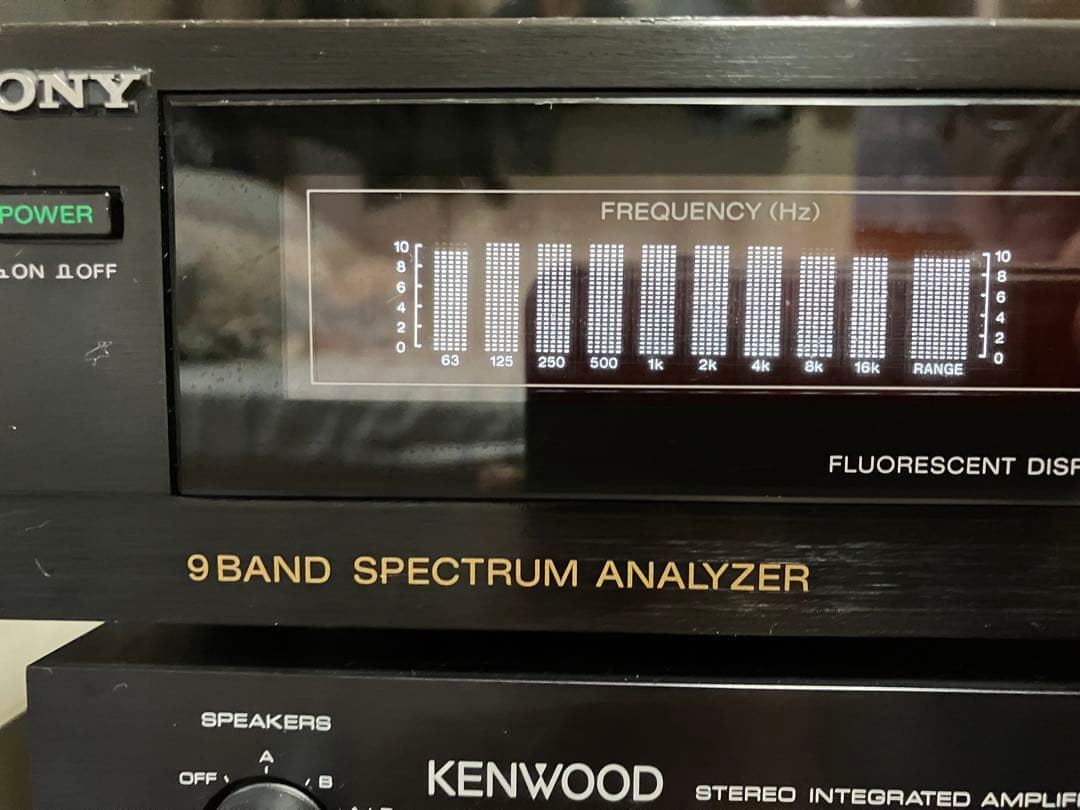 ONY
POWER
ON OFF
FREQUENCY (Hz)
10 10
8 8
6 6
4 4
2 2
0 0
63 125 250 500 1k 2k 4k 8k 16k RANGE
FLUORESCENT DISP
9 BAND SPECTRUM ANALYZER
SPEAKERS
A
OFF B
KENWOOD STEREO INTEGRATED AMPLIF